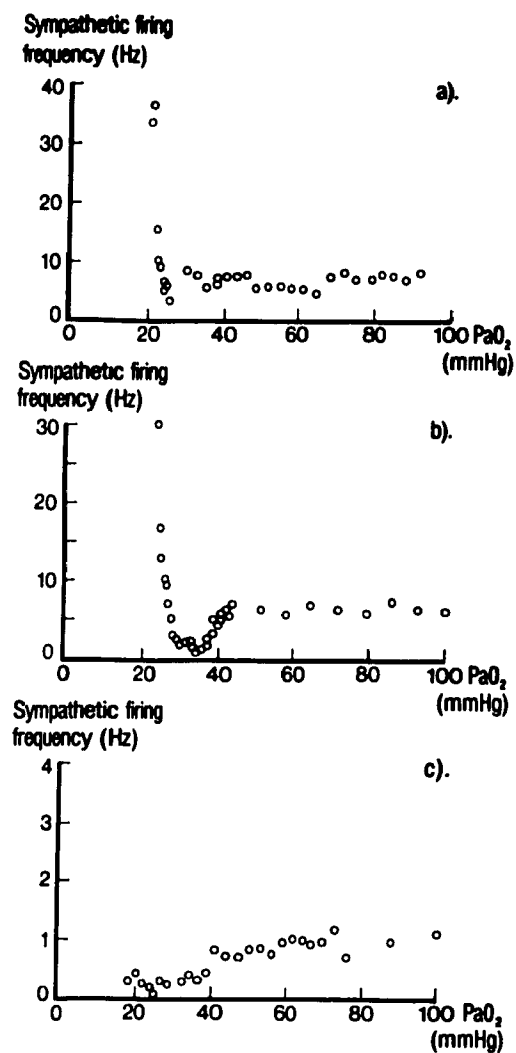 Sympathetic firing
frequency (Hz)
a).
40
30
20
10
0
0 20 40 60 80 100 PaO2
(mmHg)
Sympathetic firing
frequency (Hz)
b).
30
20
10
0
0 20 40 60 80 100 PaO2
(mmHg)
Sympathetic firing
frequency (Hz)
c).
4
3
2
1
0
0 20 40 60 80 100 PaO2
(mmHg)